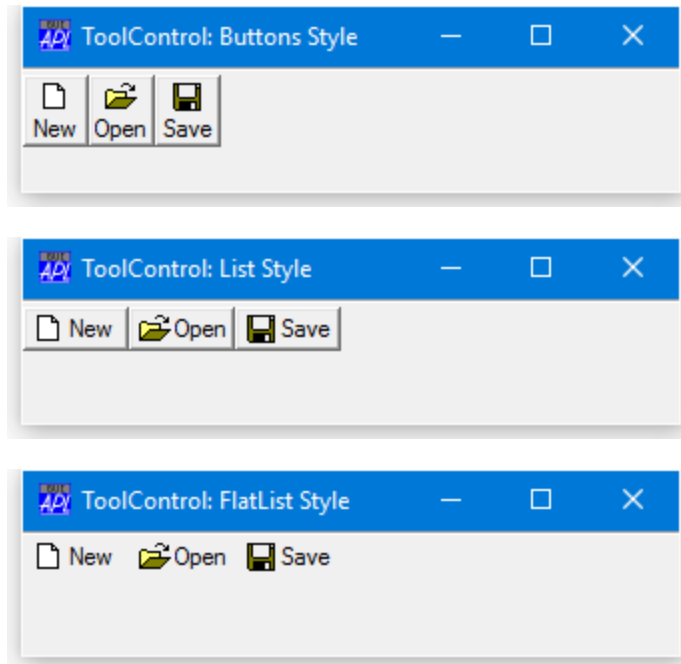 ToolControl: Buttons Style
New Open Save
ToolControl: List Style
New Open Save
ToolControl: FlatList Style
New Open Save